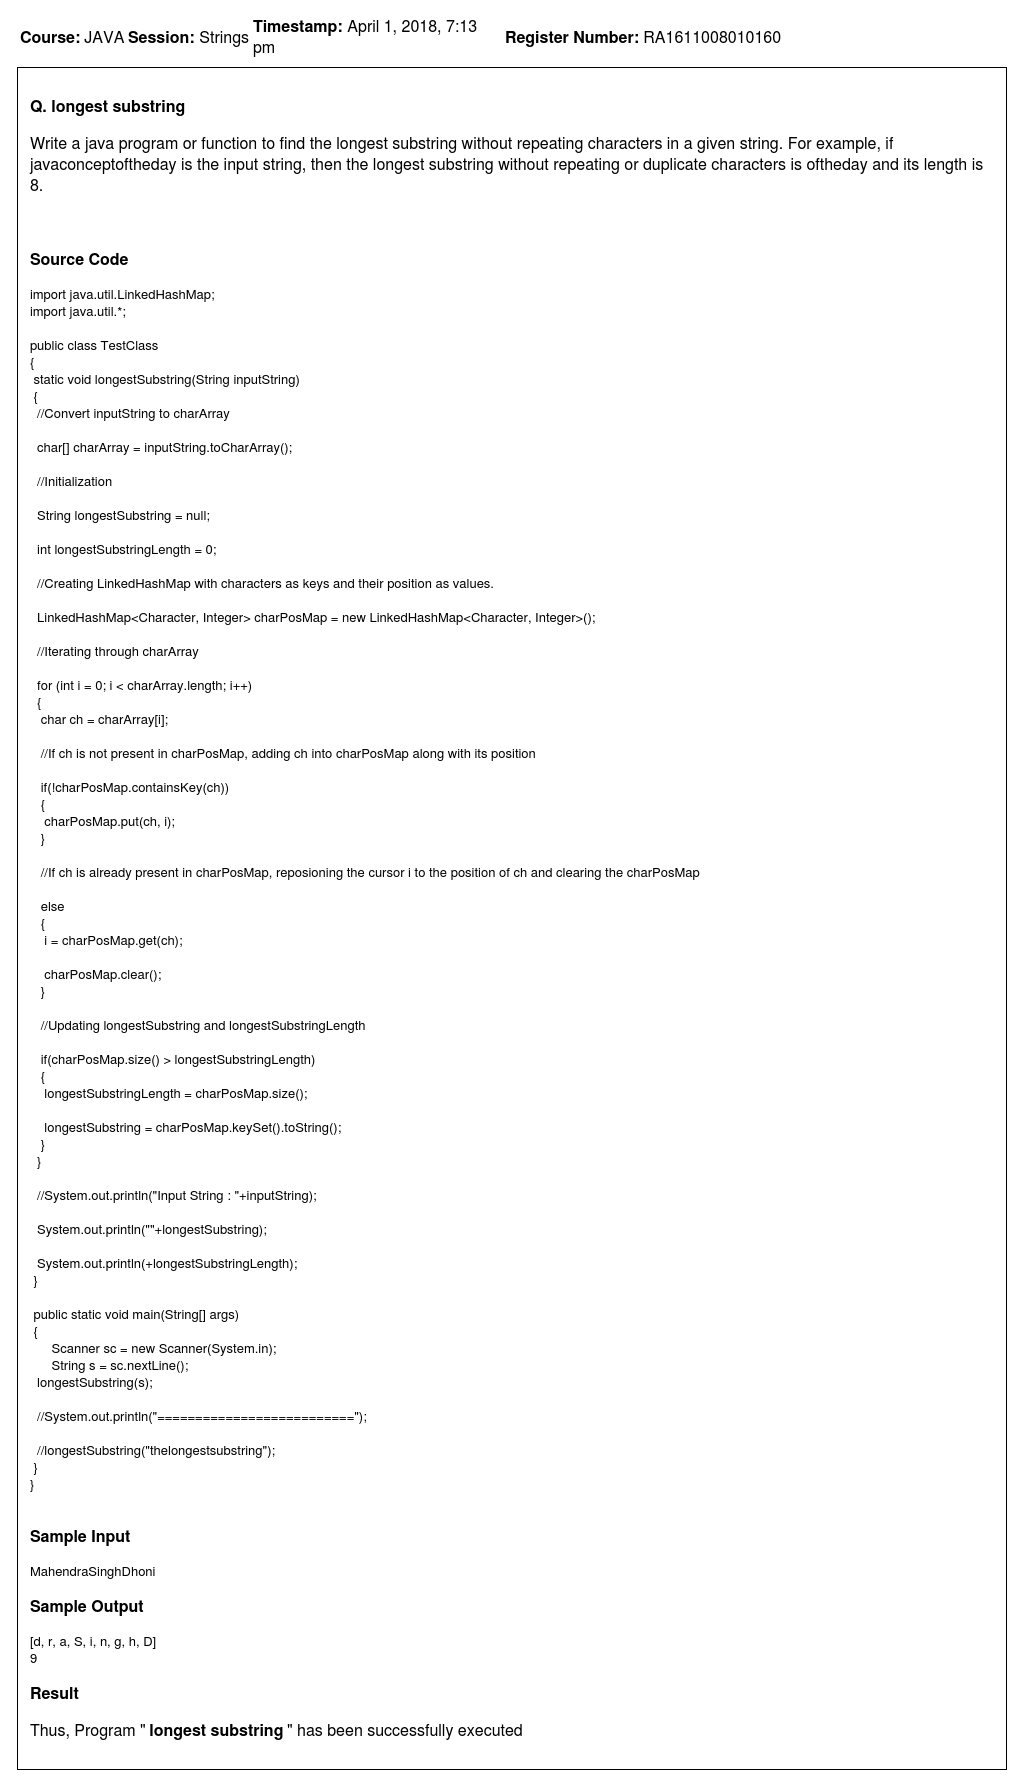 Course: JAVA Session: Strings Timestamp: April 1, 2018, 7:13 pm Register Number: RA1611008010160
Q. longest substring
Write a java program or function to find the longest substring without repeating characters in a given string. For example, if
javaconceptoftheday is the input string, then the longest substring without repeating or duplicate characters is oftheday and its length is
8.
Source Code
import java.util.LinkedHashMap;
import java.util.*;
public class TestClass
{
static void longestSubstring(String inputString)
{
//Convert inputString to charArray
char[] charArray = inputString.toCharArray();
//Initialization
String longestSubstring = null;
int longestSubstringLength = 0;
//Creating LinkedHashMap with characters as keys and their position as values.
LinkedHashMap<Character, Integer> charPosMap = new LinkedHashMap<Character, Integer>();
//Iterating through charArray
for (int i = 0; i < charArray.length; i++)
{
char ch = charArray[i];
//If ch is not present in charPosMap, adding ch into charPosMap along with its position
if(!charPosMap.containsKey(ch))
{
charPosMap.put(ch, i);
}
//If ch is already present in charPosMap, reposioning the cursor i to the position of ch and clearing the charPosMap
else
{
i = charPosMap.get(ch);
charPosMap.clear();
}
//Updating longestSubstring and longestSubstringLength
if(charPosMap.size() > longestSubstringLength)
{
longestSubstringLength = charPosMap.size();
longestSubstring = charPosMap.keySet().toString();
}
}
//System.out.println("Input String : "+inputString);
System.out.println(""+longestSubstring);
System.out.println(+longestSubstringLength);
}
public static void main(String[] args)
{
Scanner sc = new Scanner(System.in);
String s = sc.nextLine();
longestSubstring(s);
//System.out.println("==========================");
//longestSubstring("thelongestsubstring");
}
}
Sample Input
MahendraSinghDhoni
Sample Output
[d, r, a, S, i, n, g, h, D]
9
Result
Thus, Program " longest substring " has been successfully executed